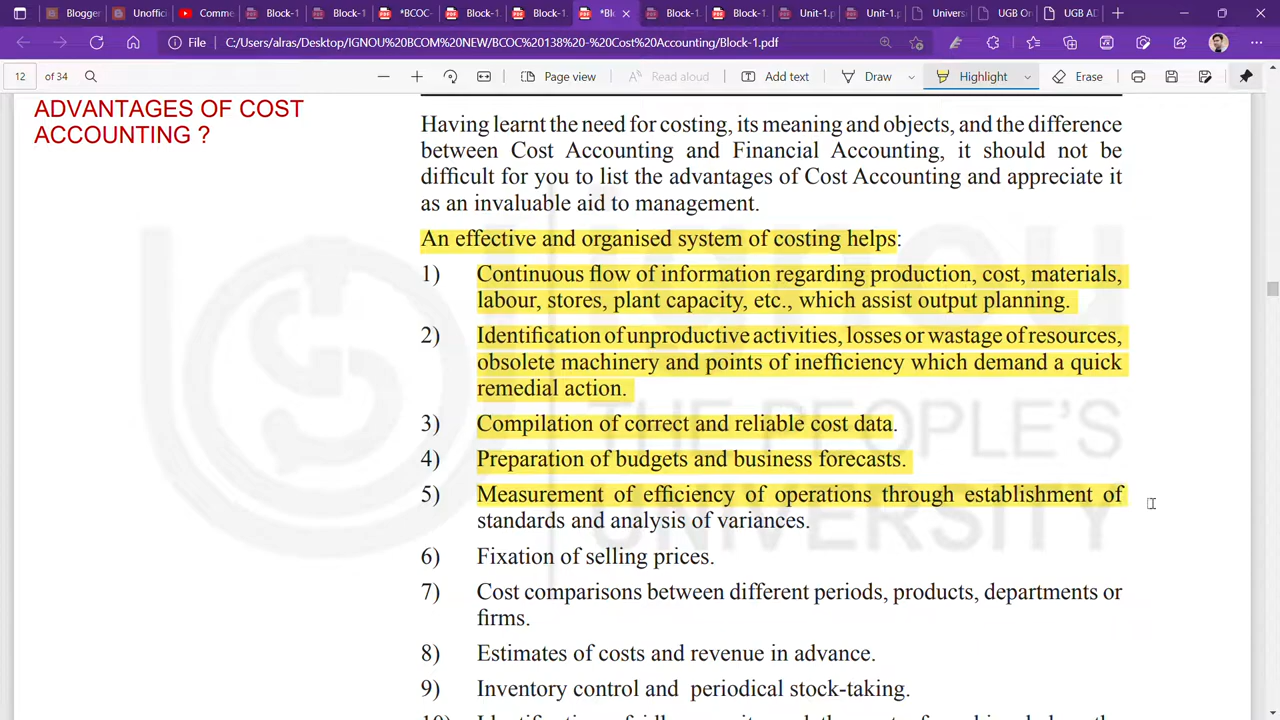 Blogger
Unoffici
Comme
Block-1
Block-1
*BCOC-
Block-1.
Block-1.
*Blo
Block-1.
Block-1.
Unit-1.p
Unit-1.p
Universi
UGB On
UGB AD
File
C:/Users/alras/Desktop/IGNOU%20BCOM%20NEW/BCOC%20138%20-%20Cost%20Accounting/Block-1.pdf
12 of 34
Page view
Read aloud
Add text
Draw
Highlight
Erase
ADVANTAGES OF COST
ACCOUNTING ?
Having learnt the need for costing, its meaning and objects, and the difference
between Cost Accounting and Financial Accounting, it should not be
difficult for you to list the advantages of Cost Accounting and appreciate it
as an invaluable aid to management.
An effective and organised system of costing helps:
1) Continuous flow of information regarding production, cost, materials,
labour, stores, plant capacity, etc., which assist output planning.
2) Identification of unproductive activities, losses or wastage of resources,
obsolete machinery and points of inefficiency which demand a quick
remedial action.
3) Compilation of correct and reliable cost data.
4) Preparation of budgets and business forecasts.
5) Measurement of efficiency of operations through establishment of
standards and analysis of variances.
6) Fixation of selling prices.
7) Cost comparisons between different periods, products, departments or
firms.
8) Estimates of costs and revenue in advance.
9) Inventory control and periodical stock-taking.
THE PEOPLE'S
UNIVERSITY